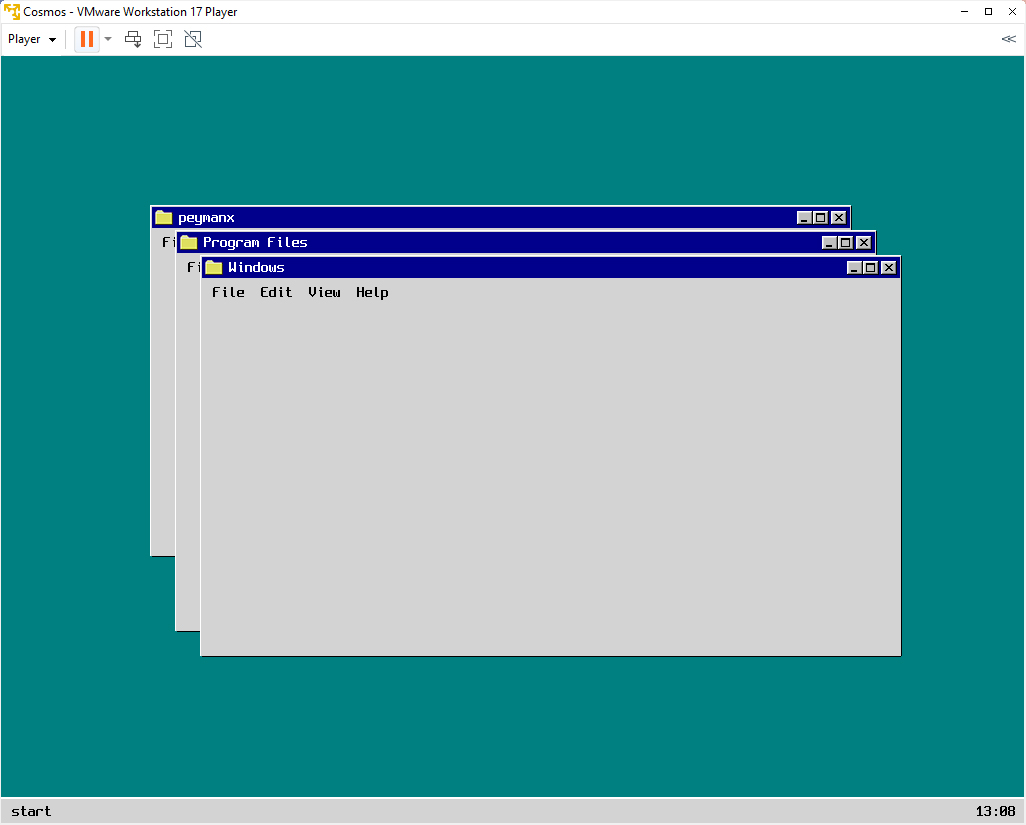 Cosmos - VMware Workstation 17 Player
Player
peymanx
Fi
Program Files
Fi
Windows
File Edit View Help
start 13:08